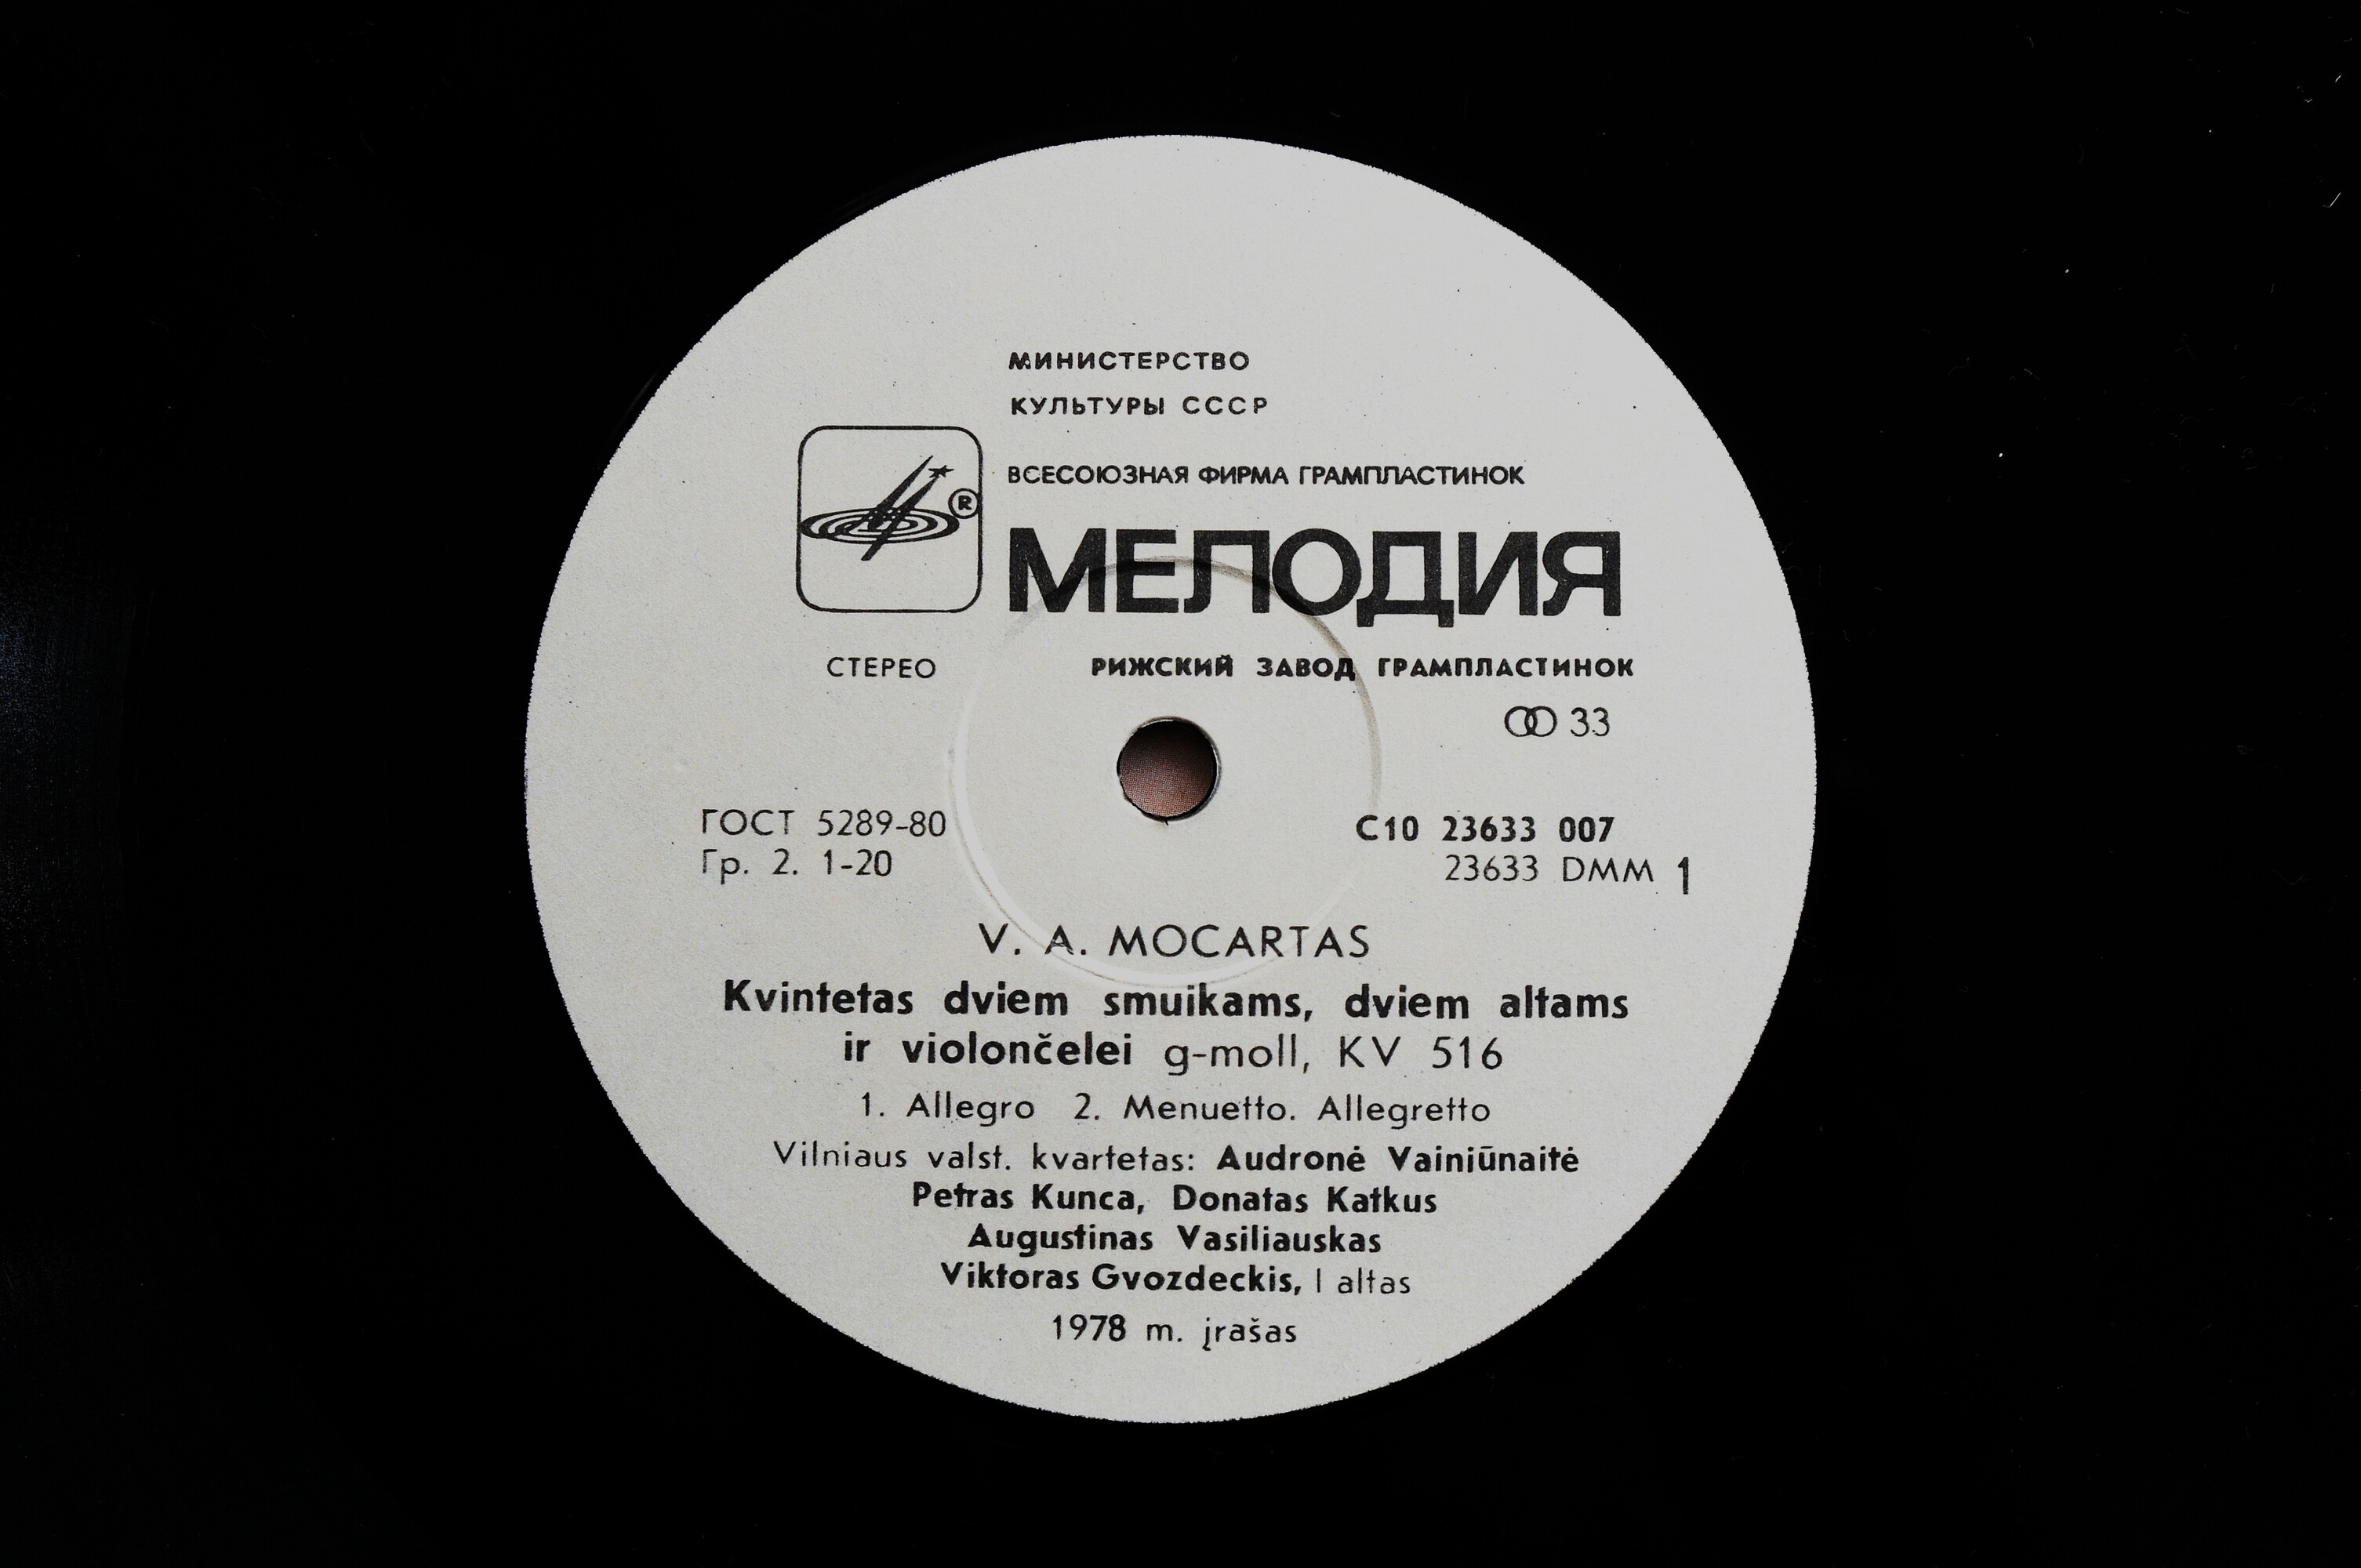 МИНИСТЕРСТВО
КУЛЬТУРЫ СССР
ВСЕСОЮЗНАЯ ФИРМА ГРАМПЛАСТИНОК
®
МЕЛОДИЯ
СТЕРЕО РИЖСКИЙ ЗАВОД ГРАМПЛАСТИНОК
33
ГОСТ 5289-80 С10 23633 007
Гр. 2. 1-20 23633 DMM 1
V. A. MOCARTAS
Kvintetas dviem smuikams, dviem altams
ir violončelei g-moll, KV 516
1. Allegro 2. Menuetto. Allegretto
Vilniaus valst. kvartetas: Audronė Vainiūnaitė
Petras Kunca, Donatas Katkus
Augustinas Vasiliauskas
Viktoras Gvozdeckis, I altas
1978 m. įrašas